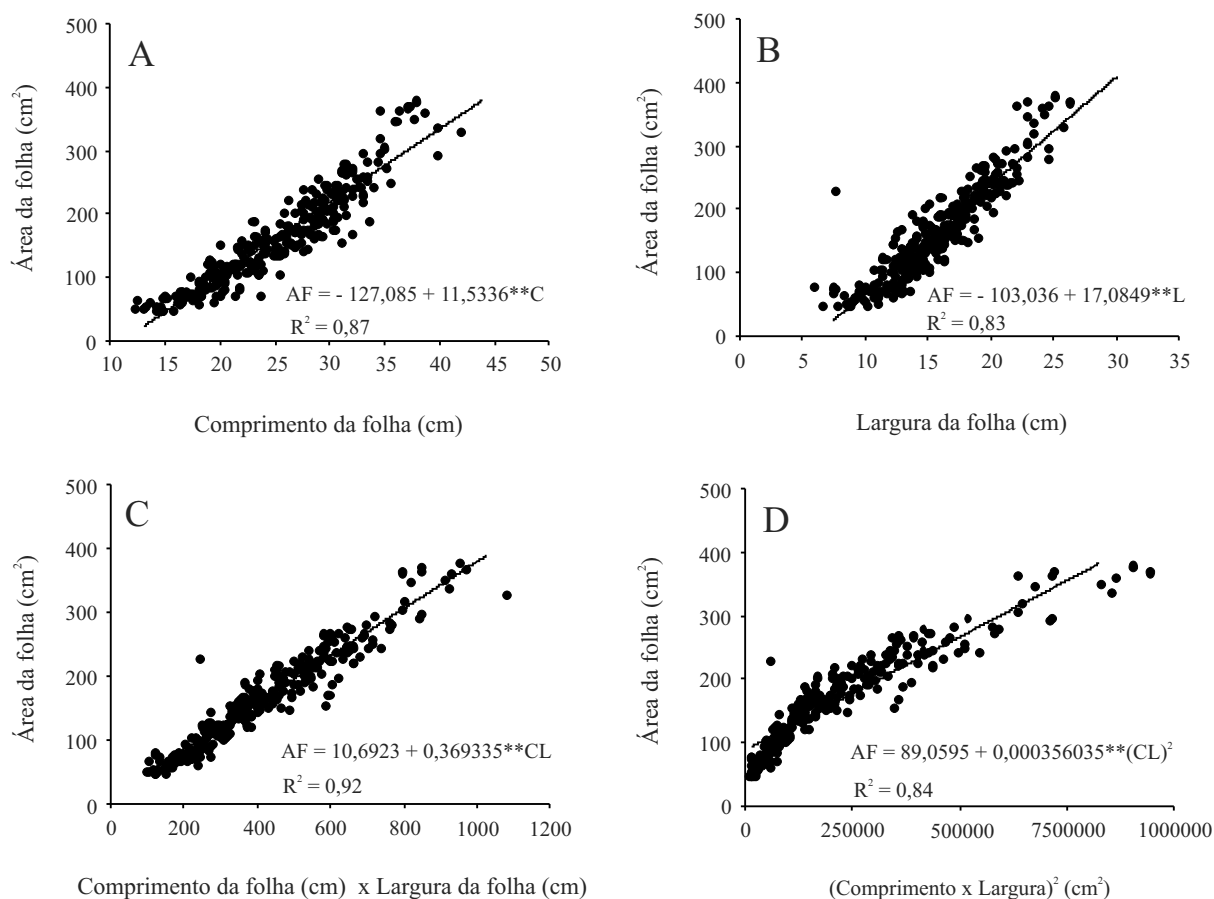 A
Área da folha (cm²)
500
400
300
200
100
0
AF = - 127,085 + 11,5336**C
R² = 0,87
10 15 20 25 30 35 40 45 50
Comprimento da folha (cm)
B
Área da folha (cm²)
500
400
300
200
100
0
AF = - 103,036 + 17,0849**L
R² = 0,83
0 5 10 15 20 25 30 35
Largura da folha (cm)
C
Área da folha (cm²)
500
400
300
200
100
0
AF = 10,6923 + 0,369335**CL
R² = 0,92
0 200 400 600 800 1000 1200
Comprimento da folha (cm) x Largura da folha (cm)
D
Área da folha (cm²)
500
400
300
200
100
0
AF = 89,0595 + 0,000356035**(CL)²
R² = 0,84
0 250000 500000 7500000 1000000
(Comprimento x Largura)² (cm²)